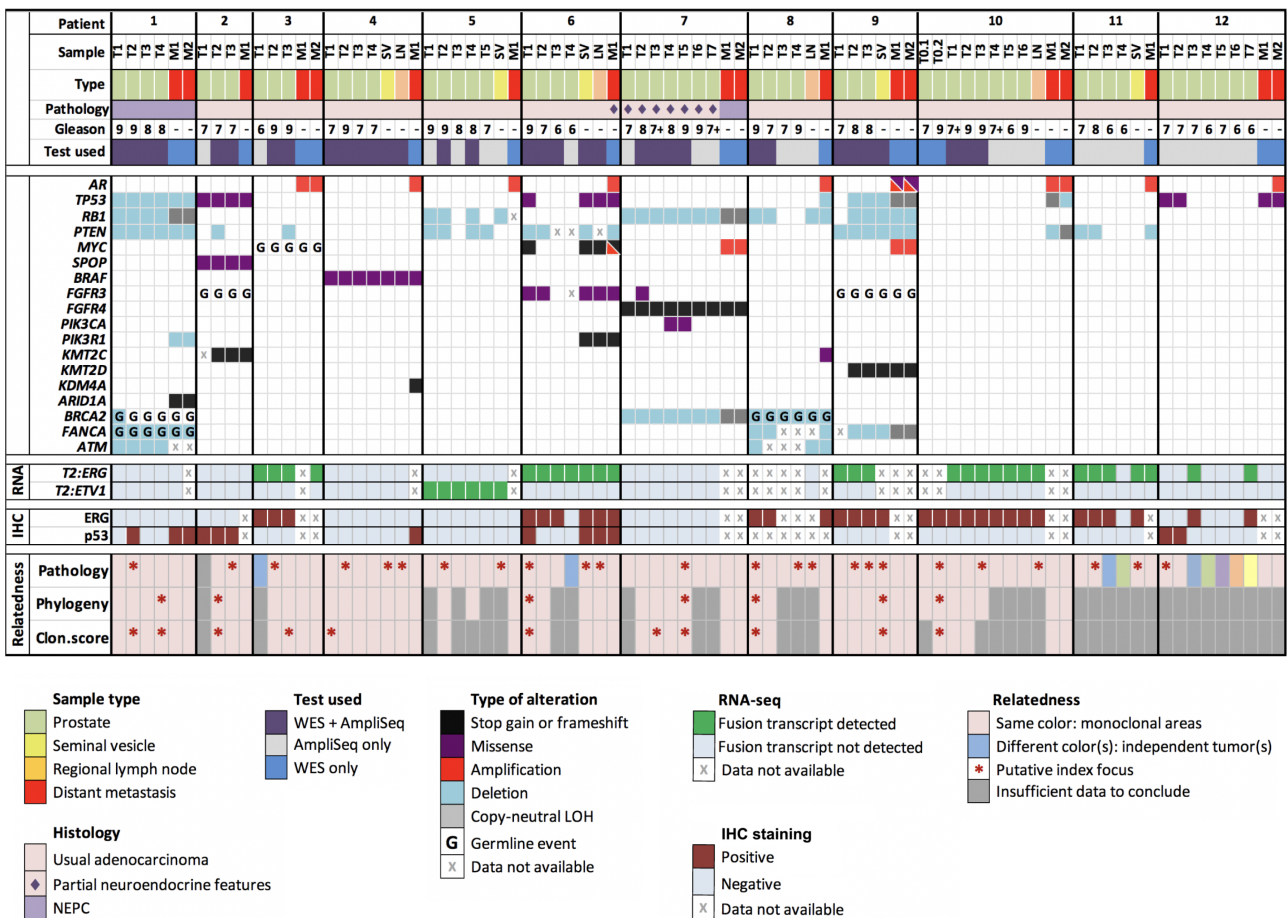 Patient 1 2 3 4 5 6 7 8 9 10 11 12
Sample T1 T2 T3 T4 M1 M2 T1 T2 T3 M1 T1 T2 T3 M1 M2 T1 T2 T3 T4 SV LN M1 T1 T2 T3 T4 T5 SV M1 T1 T2 T3 T4 SV LN M1 T1 T2 T3 T4 T5 T6 T7 M1 M2 T1 T2 T3 T4 LN M1 T1 T2 T3 SV M1 M2 T0.1 T0.2 T1 T2 T3 T4 T5 T6 LN M1 M2 T1 T2 T3 T4 SV M1 T1 T2 T3 T4 T5 T6 T7 M1 M2
Type
Pathology
Gleason 9 9 8 8 - - 7 7 7 - 6 9 9 - - 7 9 7 7 - - - 9 9 8 8 7 - - 9 7 6 6 - - - 7 8 7+ 8 9 9 7+ - - 9 7 7 9 - - 7 8 8 - - - 7 9 7+ 9 9 7+ 6 9 - - - 7 8 6 6 - - 7 7 7 6 7 6 6 - -
Test used
AR
TP53
RB1 x
PTEN x x x
MYC G G G G G
SPOP
BRAF
FGFR3 G G G G x G G G G G G
FGFR4
PIK3CA
PIK3R1
KMT2C x
KMT2D
KDM4A
ARID1A
BRCA2 G G G G G G G G G G G G
FANCA G G G G G G x x x x
ATM x x x x x
RNA
T2:ERG x x x x x x x x x x x x x x x x x x x x x
T2:ETV1 x x x x x x x x x x x x x x x x x x x x x
IHC
ERG x x x x x x x x x x x x x x x
p53 x x x x x x x x x x x x x x x x x x
Relatedness
Pathology * * * * * * * * * * * * * * * * * * * * *
Phylogeny * * * * * * *
Clon.score * * * * * * * * * * *
Sample type
Prostate
Seminal vesicle
Regional lymph node
Distant metastasis
Histology
Usual adenocarcinoma
Partial neuroendocrine features
NEPC
Test used
WES + AmpliSeq
AmpliSeq only
WES only
Type of alteration
Stop gain or frameshift
Missense
Amplification
Deletion
Copy-neutral LOH
G Germline event
x Data not available
RNA-seq
Fusion transcript detected
Fusion transcript not detected
x Data not available
IHC staining
Positive
Negative
x Data not available
Relatedness
Same color: monoclonal areas
Different color(s): independent tumor(s)
* Putative index focus
Insufficient data to conclude